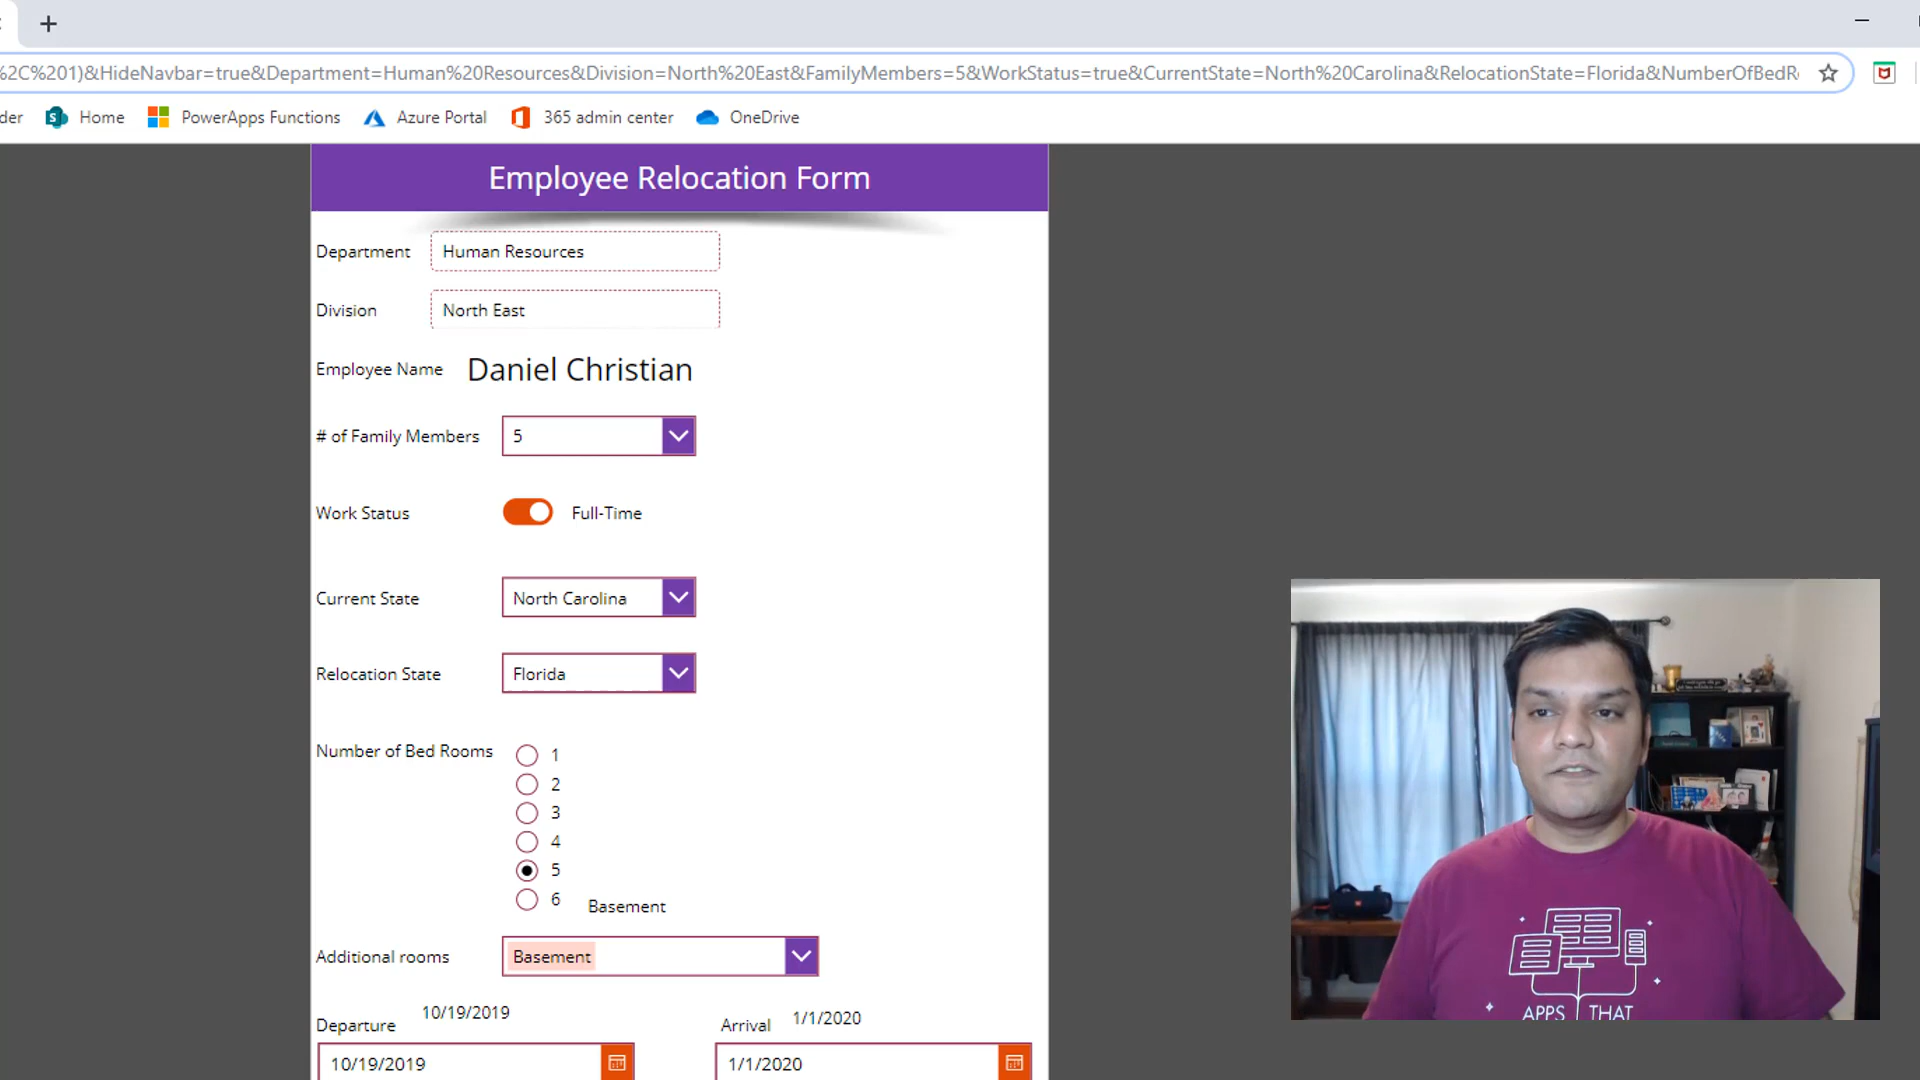 %2C%201)&HideNavbar=true&Department=Human%20Resources&Division=North%20East&FamilyMembers=5&WorkStatus=true&CurrentState=North%20Carolina&RelocationState=Florida&NumberOfBedR
der Home PowerApps Functions Azure Portal 365 admin center OneDrive
Employee Relocation Form
Department Human Resources
Division North East
Employee Name Daniel Christian
# of Family Members 5
Work Status Full-Time
Current State North Carolina
Relocation State Florida
Number of Bed Rooms 1
2
3
4
5
6 Basement
Additional rooms Basement
Departure 10/19/2019 Arrival 1/1/2020
10/19/2019 1/1/2020
APPS THAT